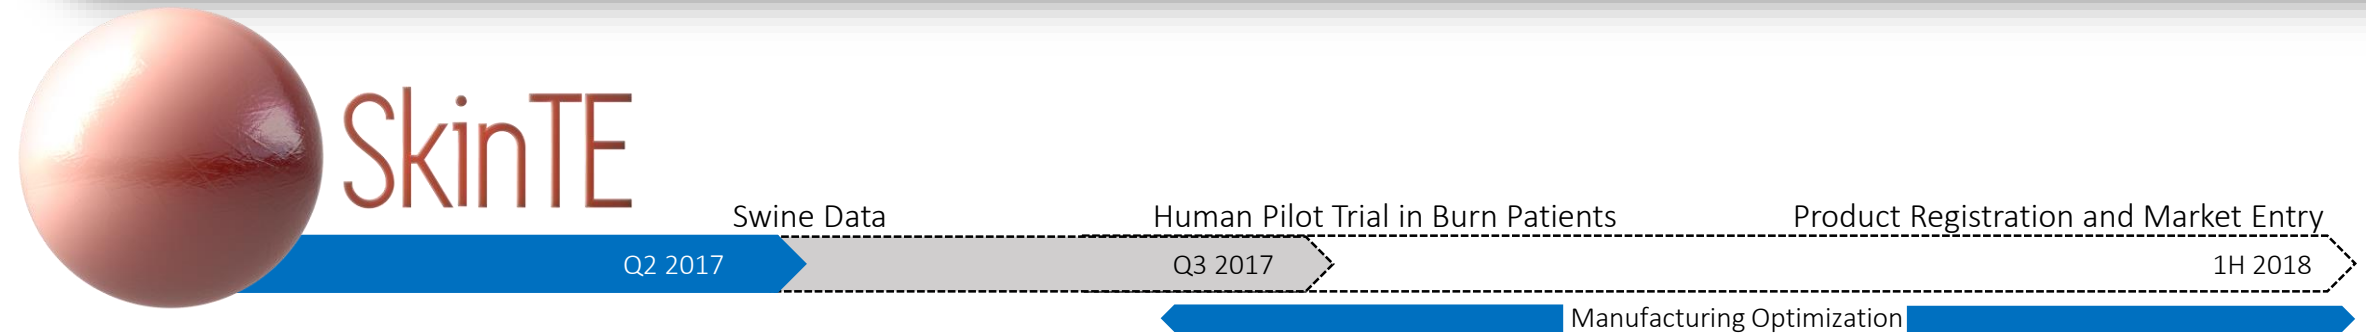 SkinTE
Swine Data
Human Pilot Trial in Burn Patients
Product Registration and Market Entry
Q2 2017
Q3 2017
1H 2018
Manufacturing Optimization